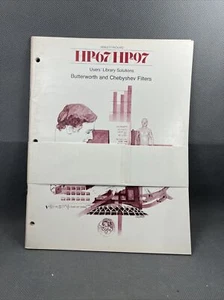 HP67 HP97
Users' Library Solutions
Butterworth and Chebyshev Filters